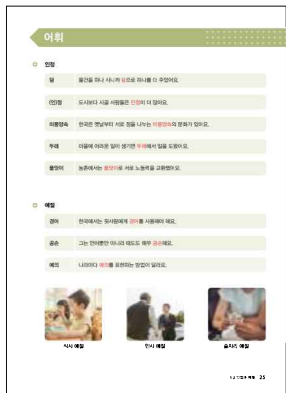 어휘
인정
덤 물건을 하나 사니까 덤으로 하나를 더 주었어요.
(인)정 도시보다 시골 사람들은 인정이 더 많아요.
미풍양속 한국은 옛날부터 서로 정을 나누는 미풍양속의 문화가 있어요.
두레 마을에 어려운 일이 생기면 두레에서 일을 도왔어요.
품앗이 농촌에서는 품앗이로 서로 노동력을 교환했어요.
예절
경어 한국에서는 윗사람에게 경어를 사용해야 해요.
공손 그는 언어뿐만 아니라 태도도 매우 공손해요.
예의 나라마다 예의를 표현하는 방법이 달라요.
식사 예절 인사 예절 술자리 예절
25